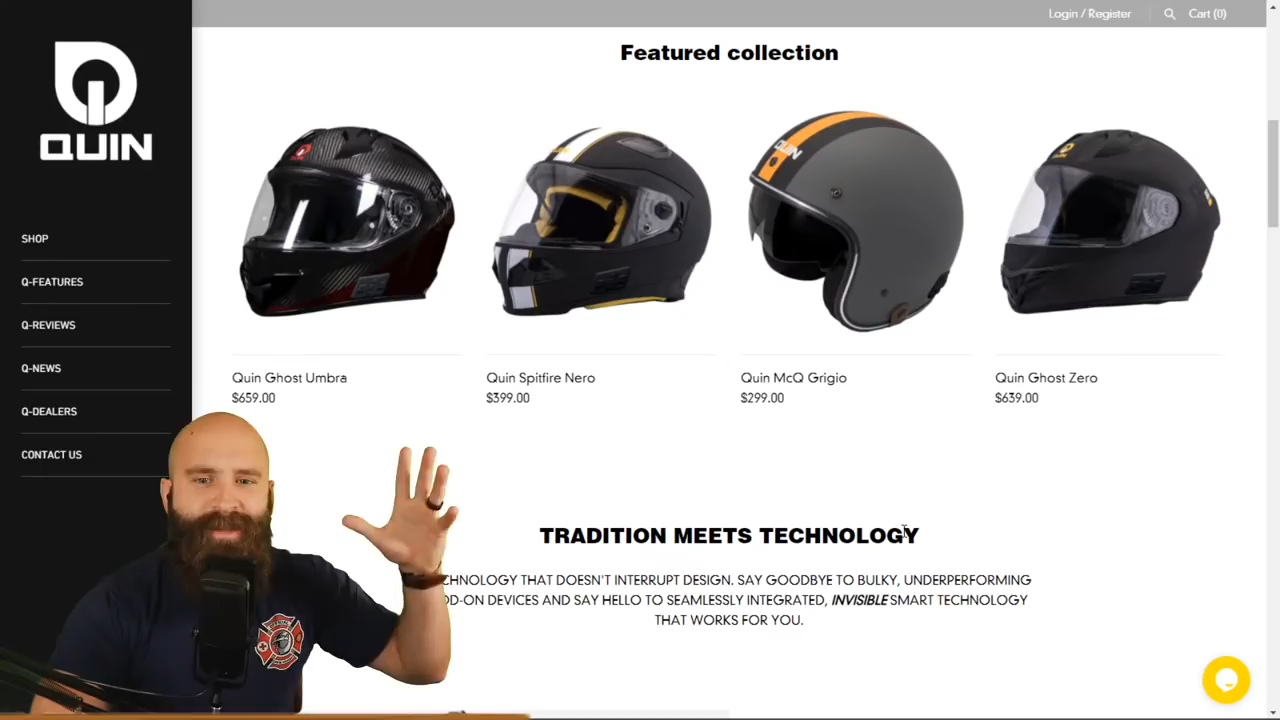 Login / Register
Cart (0)
QUIN
SHOP
Q-FEATURES
Q-REVIEWS
Q-NEWS
Q-DEALERS
CONTACT US
Featured collection
QUIN
Quin Ghost Umbra
$659.00
Quin Spitfire Nero
$399.00
Quin McQ Grigio
$299.00
Quin Ghost Zero
$639.00
TRADITION MEETS TECHNOLOGY
CHNOLOGY THAT DOESN'T INTERRUPT DESIGN. SAY GOODBYE TO BULKY, UNDERPERFORMING
DD-ON DEVICES AND SAY HELLO TO SEAMLESSLY INTEGRATED, INVISIBLE SMART TECHNOLOGY
THAT WORKS FOR YOU.